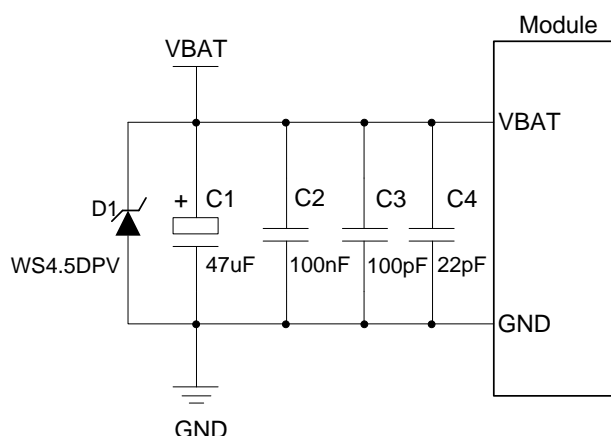 Module
VBAT
VBAT
D1
+
C1
C2
C3
C4
WS4.5DPV
47uF
100nF
100pF
22pF
GND
GND